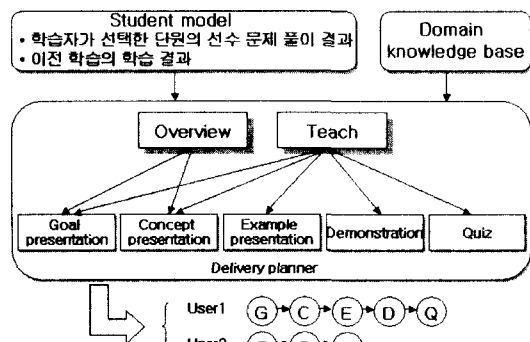 Student model
• 학습자가 선택한 단원의 선수 문제 풀이 결과
• 이전 학습의 학습 결과
Domain
knowledge base
Overview
Teach
Goal
presentation
Concept
presentation
Example
presentation
Demonstration
Quiz
Delivery planner
User1 G C E D Q